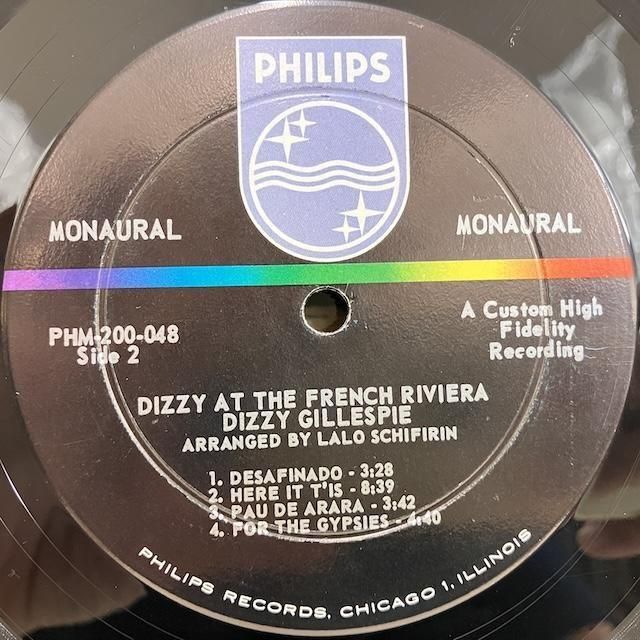 PHILIPS
MONAURAL
MONAURAL
PHM-200-048
Side 2
A Custom High
Fidelity
Recording
DIZZY AT THE FRENCH RIVIERA
DIZZY GILLESPIE
ARRANGED BY LALO SCHIFIRIN
1. DESAFINADO - 3:28
2. HERE IT T'IS - 8:39
3. PAU DE ARARA - 3:42
4. FOR THE GYPSIES - 4:40
PHILIPS RECORDS, CHICAGO 1, ILLINOIS